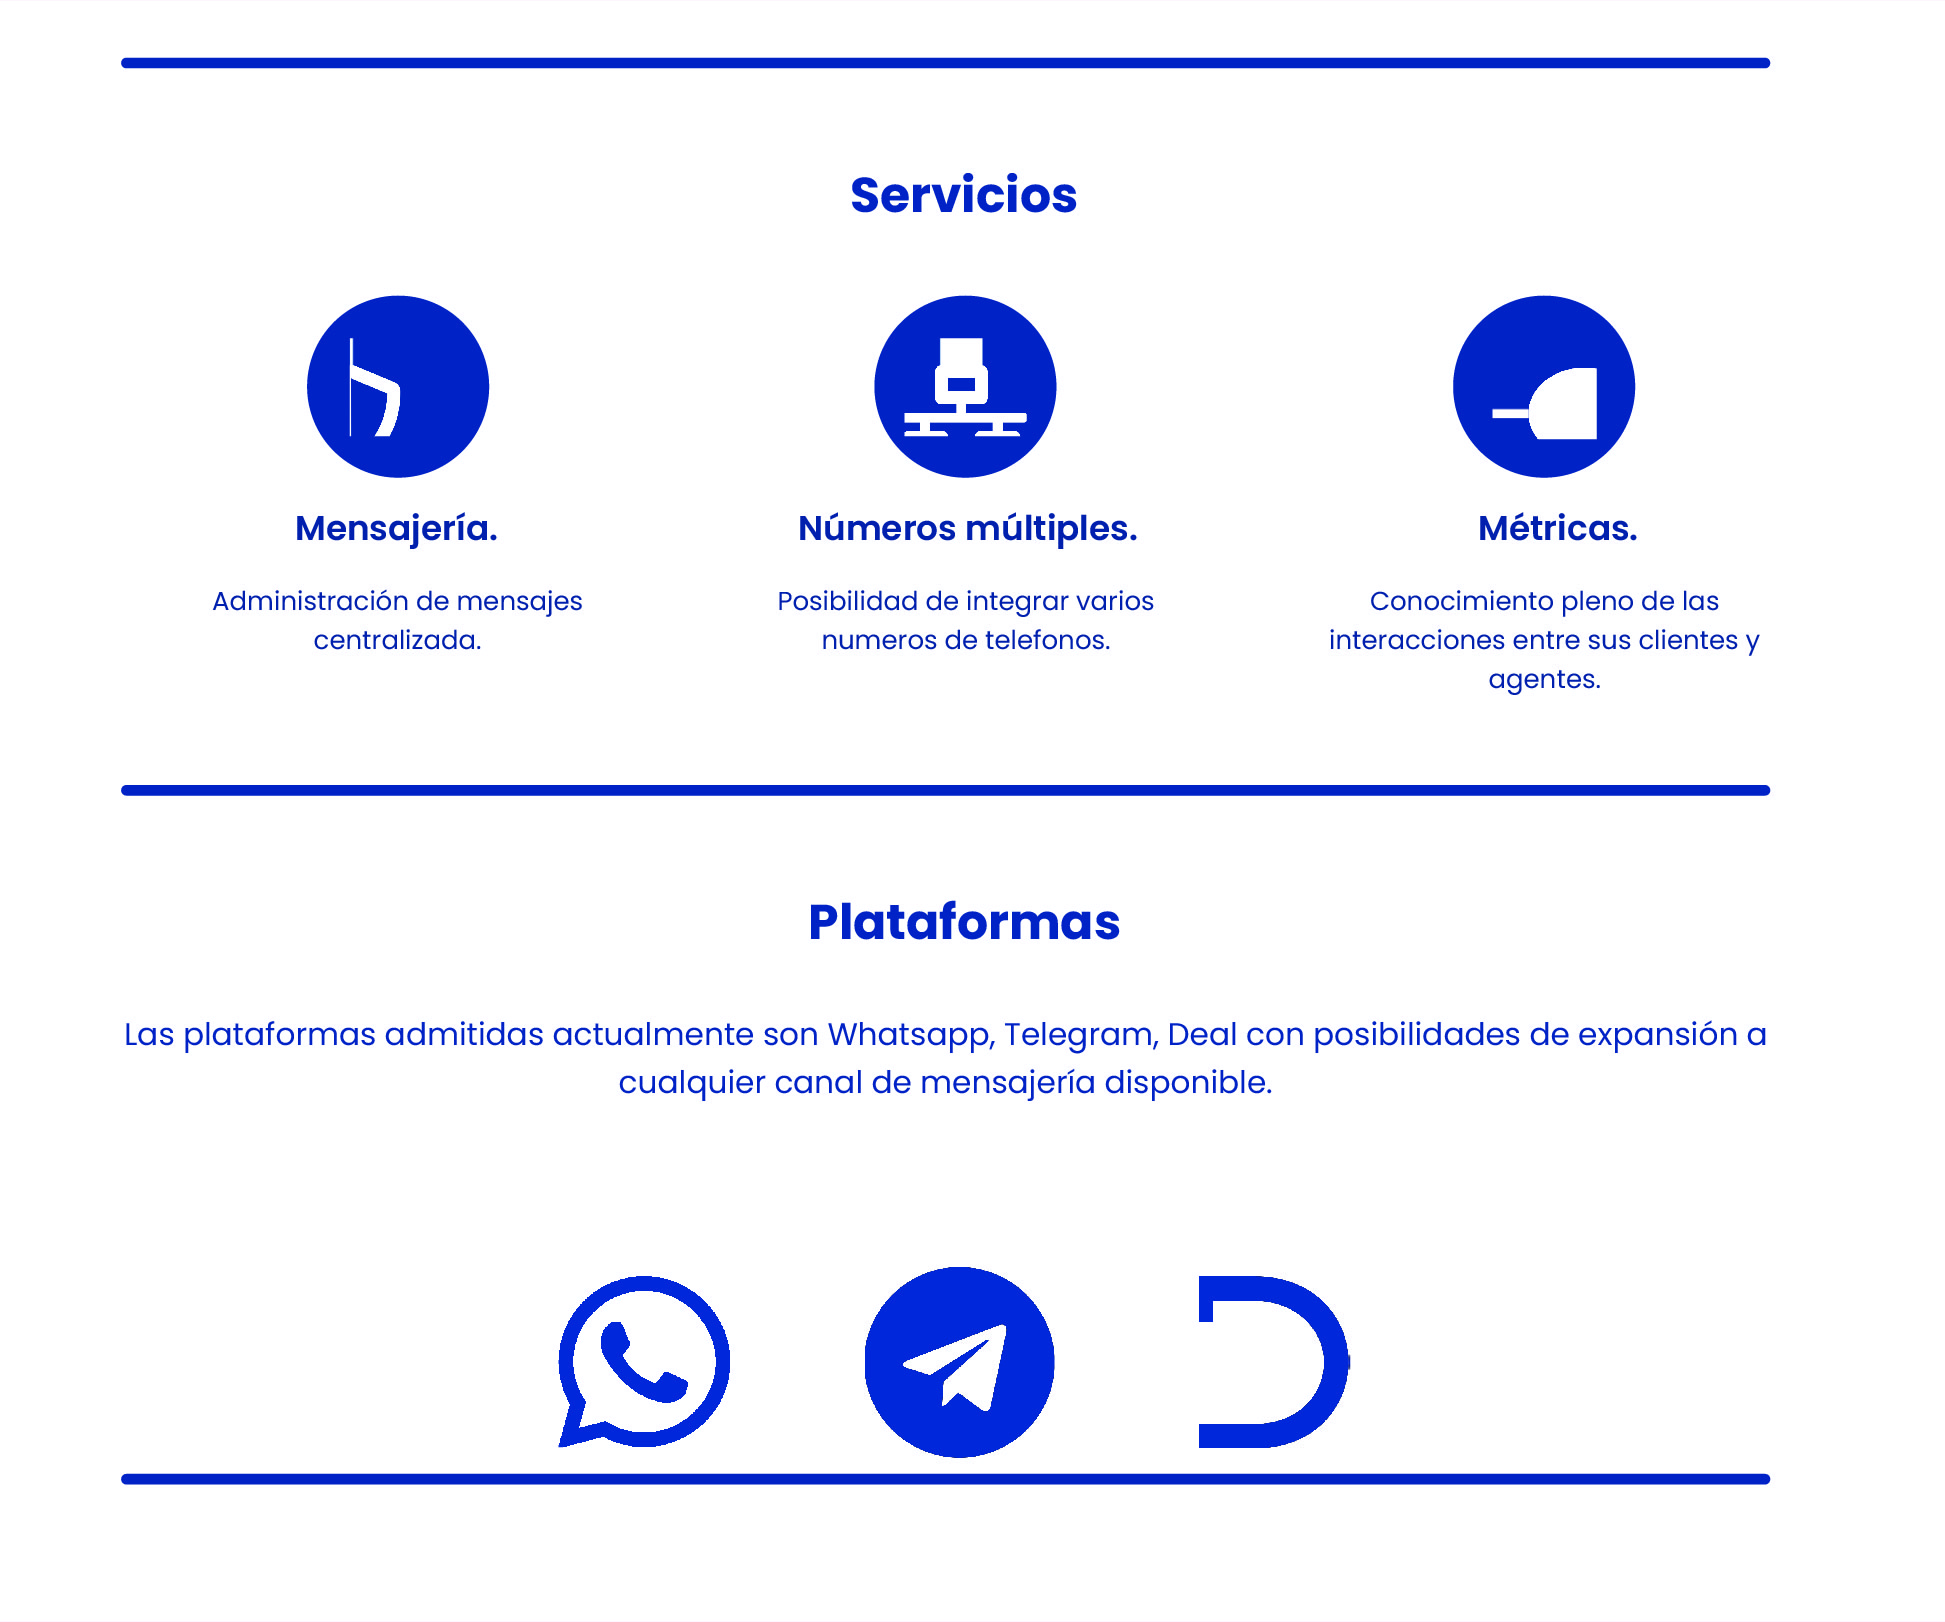 Servicios
Mensajería.
Administración de mensajes
centralizada.
Números múltiples.
Posibilidad de integrar varios
numeros de telefonos.
Métricas.
Conocimiento pleno de las
interacciones entre sus clientes y
agentes.
Plataformas
Las plataformas admitidas actualmente son Whatsapp, Telegram, Deal con posibilidades de expansión a
cualquier canal de mensajería disponible.